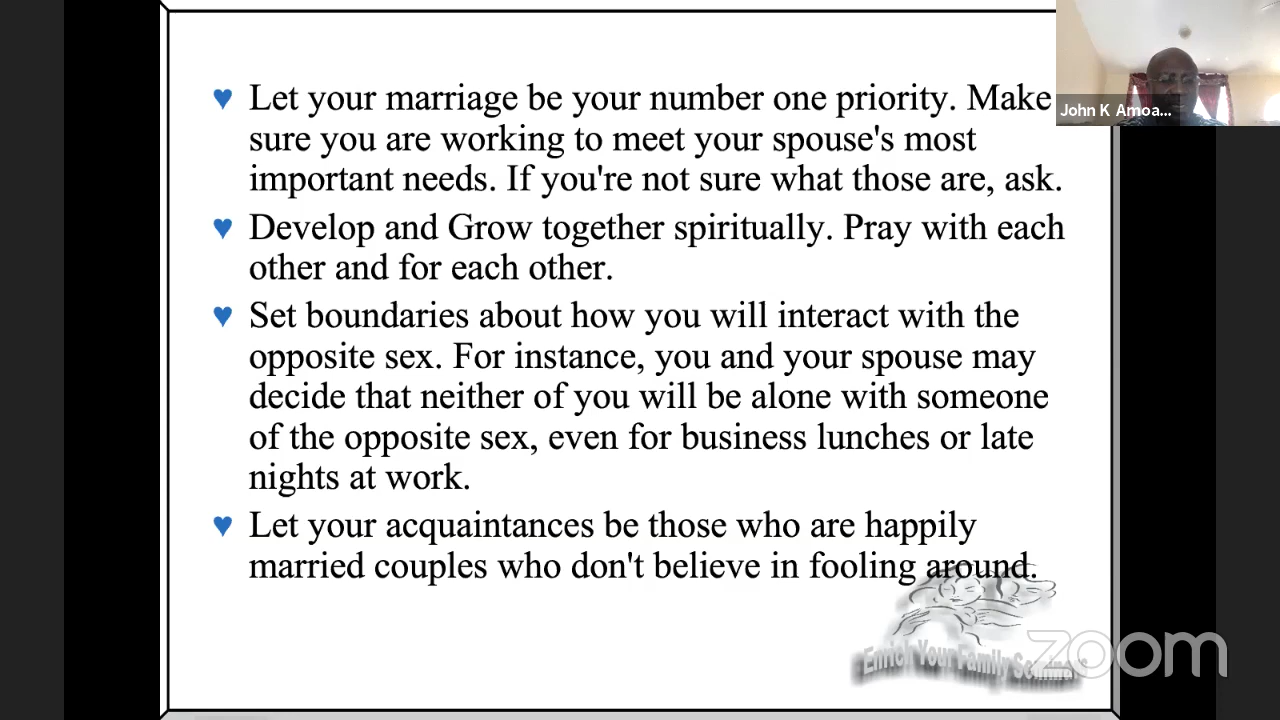 ♥ Let your marriage be your number one priority. Make
sure you are working to meet your spouse's most
important needs. If you're not sure what those are, ask.
♥ Develop and Grow together spiritually. Pray with each
other and for each other.
♥ Set boundaries about how you will interact with the
opposite sex. For instance, you and your spouse may
decide that neither of you will be alone with someone
of the opposite sex, even for business lunches or late
nights at work.
♥ Let your acquaintances be those who are happily
married couples who don't believe in fooling around.
John K Amoa...
Enrich Your Family
zoom